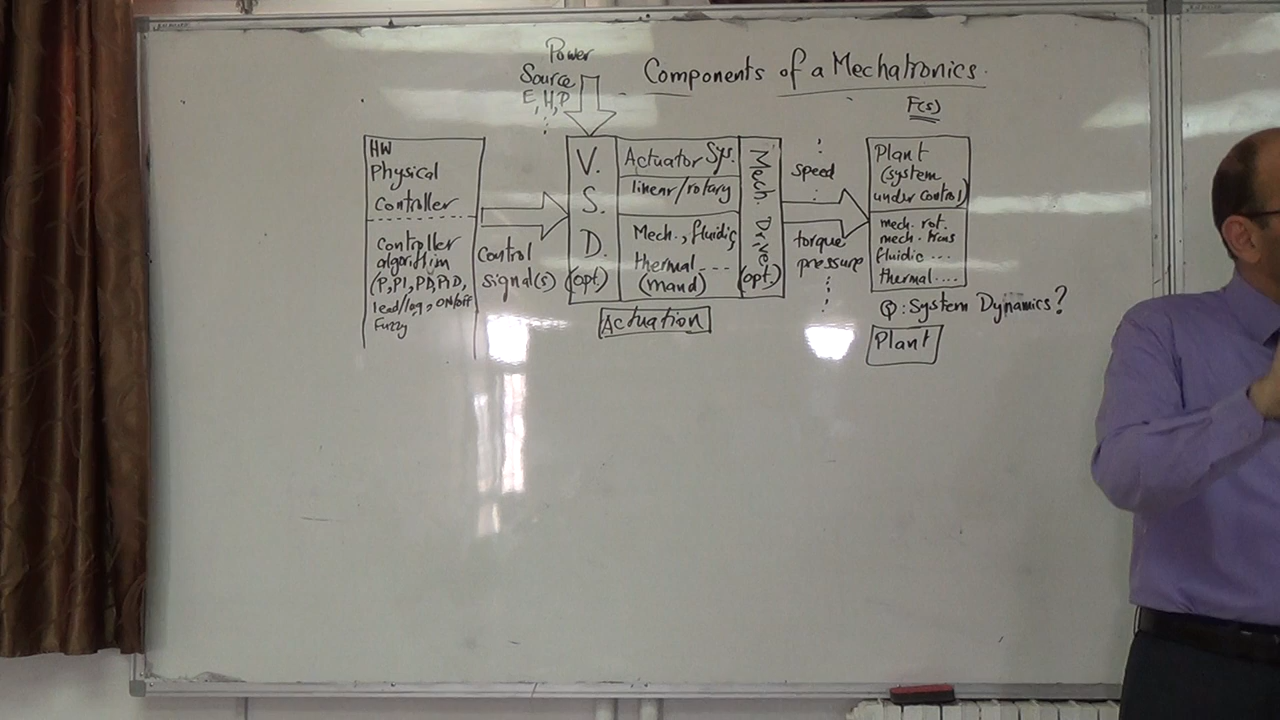 Components of a Mechatronics.
Power
Source
E, H, P
F(s)
HW
Physical
Controller
Controller
algorithm
(P, PI, PD, PID,
lead/lag, ON/off
Fuzzy
Control
signal(s)
V.
S.
D.
(opt)
Actuator Sys.
linear/rotary
Mech., fluidic,
thermal ----
(mand)
Mech. Drive
(opt.)
Actuation
speed
torque
pressure
Plant
(system
under control)
mech. rot.
mech. trans
fluidic ...
thermal ....
Q: System Dynamics?
Plant